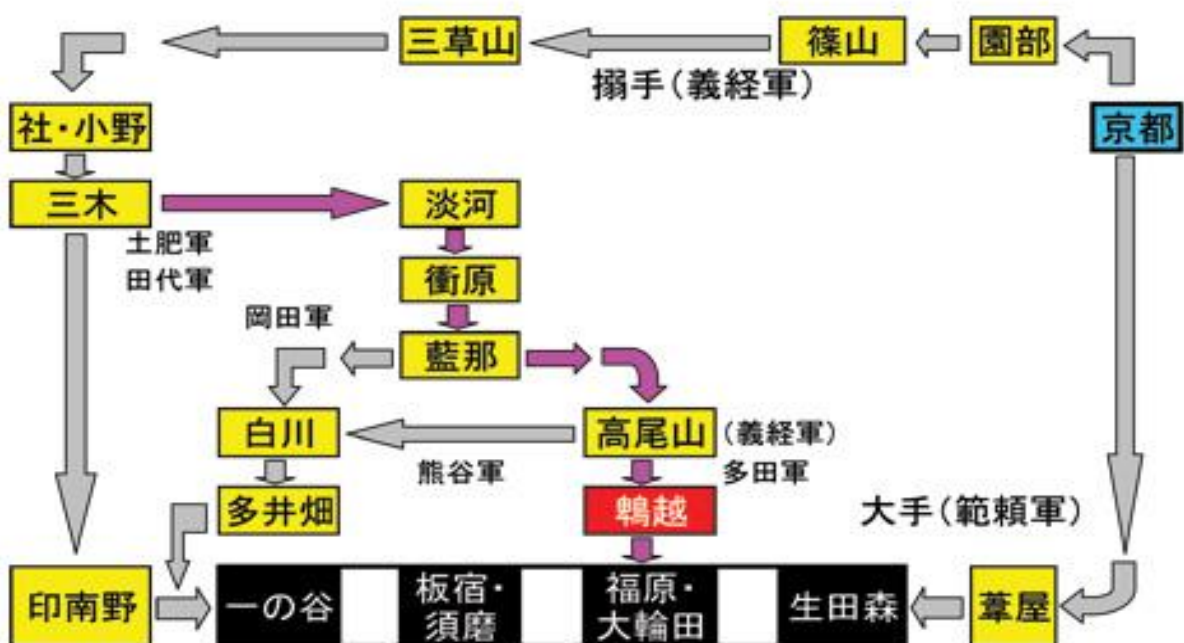 三草山
篠山
園部
搦手(義経軍)
社・小野
京都
三木
淡河
土肥軍
田代軍
衝原
岡田軍
藍那
白川
高尾山
(義経軍)
熊谷軍
多田軍
多井畑
鵯越
大手(範頼軍)
印南野
一の谷
板宿・
須磨
福原・
大輪田
生田森
葦屋